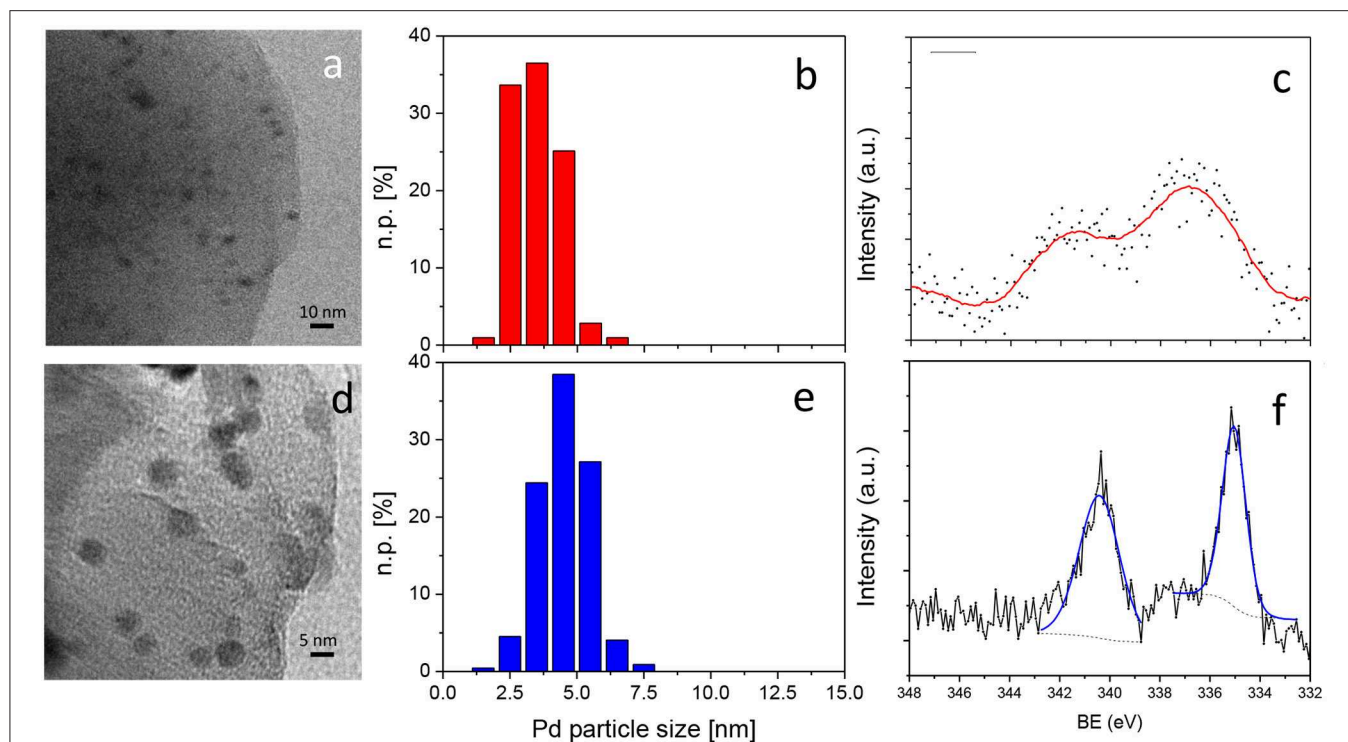 a
10 nm
b
40
30
20
10
0
n.p. [%]
c
Intensity (a.u.)
d
5 nm
e
40
30
20
10
0
n.p. [%]
0.0 2.5 5.0 7.5 10.0 12.5 15.0
Pd particle size [nm]
f
Intensity (a.u.)
348 346 344 342 340 338 336 334 332
BE (eV)